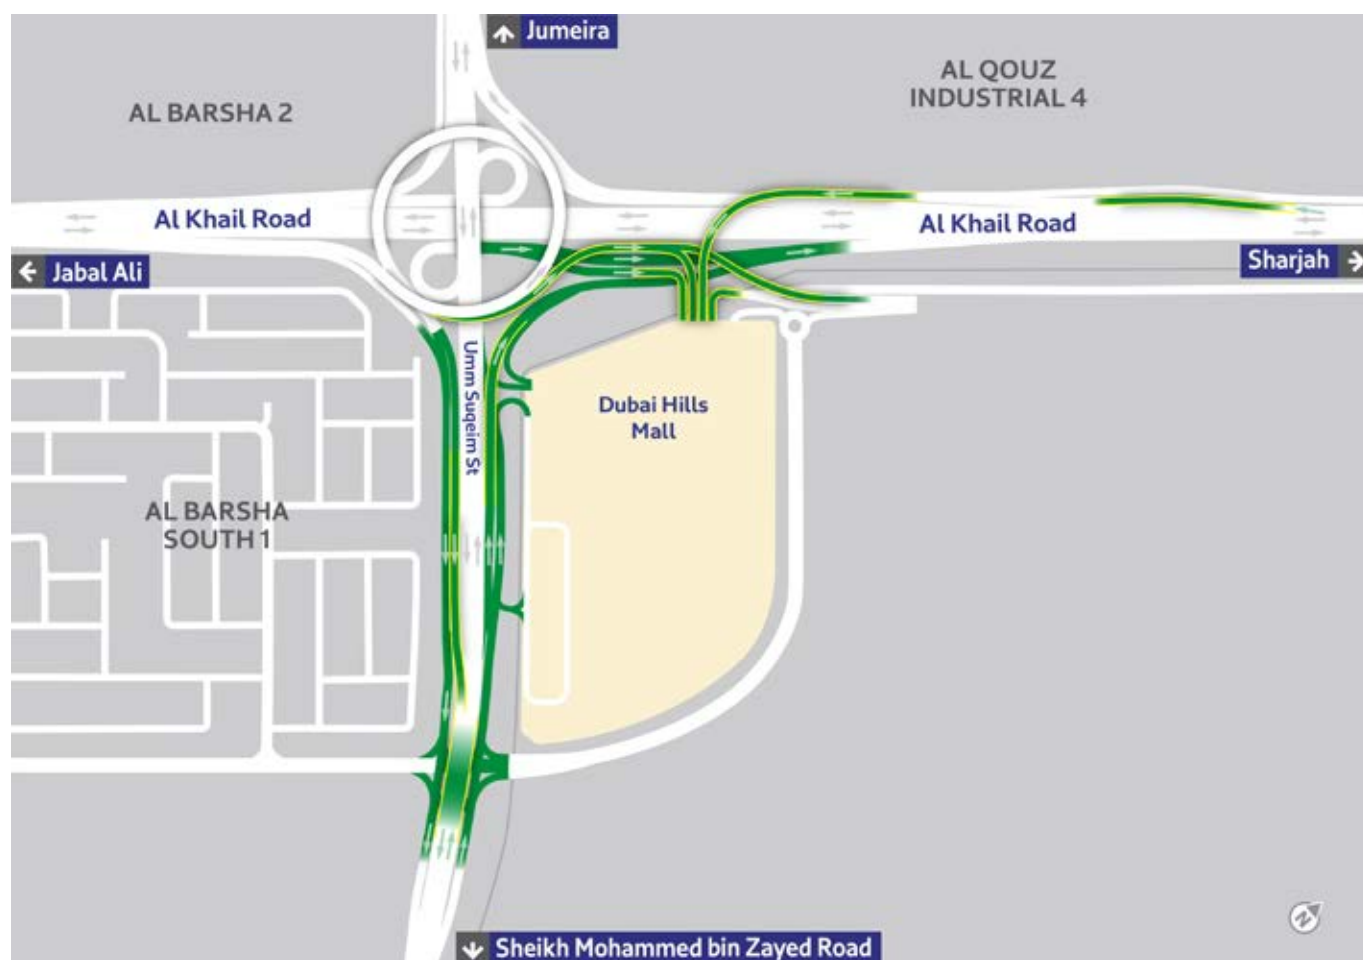 Jumeira
AL QOUZ
INDUSTRIAL 4
AL BARSHA 2
Al Khail Road
Al Khail Road
Jabal Ali
Sharjah
Umm Suqeim St
Dubai Hills
Mall
AL BARSHA
SOUTH 1
N
Sheikh Mohammed bin Zayed Road